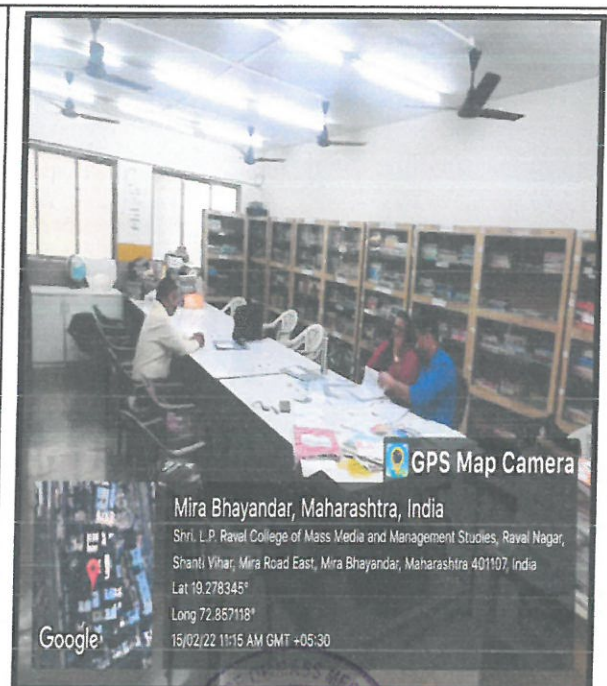 GPS Map Camera
Mira Bhayandar, Maharashtra, India
Shri. L.P. Raval College of Mass Media and Management Studies, Raval Nagar,
Shanti Vihar, Mira Road East, Mira Bhayandar, Maharashtra 401107, India
Lat 19.278345°
Long 72.857118°
15/02/22 11:15 AM GMT +05:30
Google